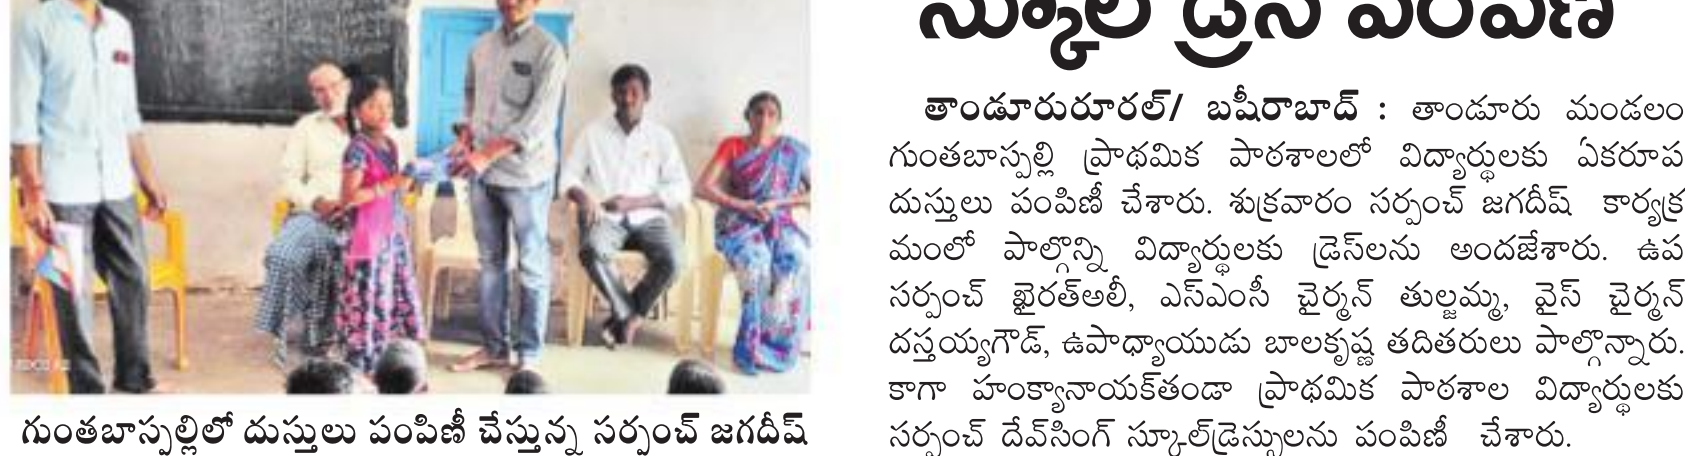 స్కూల్ డ్రెస్ పంపిణీ
తాండూరురూరల్/ బషీరాబాద్ : తాండూరు మండలం
గుంతబాస్పల్లి ప్రాథమిక పాఠశాలలో విద్యార్థులకు ఏకరూప
దుస్తులు పంపిణీ చేశారు. శుక్రవారం సర్పంచ్ జగదీష్ కార్యక్ర
మంలో పాల్గొన్ని విద్యార్థులకు డ్రెస్‌లను అందజేశారు. ఉప
సర్పంచ్ ఖైరత్అలీ, ఎస్ఎంసీ చైర్మన్ తుల్జమ్మ, వైస్ చైర్మన్
దస్తయ్యగౌడ్, ఉపాధ్యాయుడు బాలకృష్ణ తదితరులు పాల్గొన్నారు.
కాగా హంక్యానాయక్‌తండా ప్రాథమిక పాఠశాల విద్యార్థులకు
సర్పంచ్ దేవ్‌సింగ్ స్కూల్‌డ్రెస్సులను పంపిణీ చేశారు.
గుంతబాస్పల్లిలో దుస్తులు పంపిణీ చేస్తున్న సర్పంచ్ జగదీష్